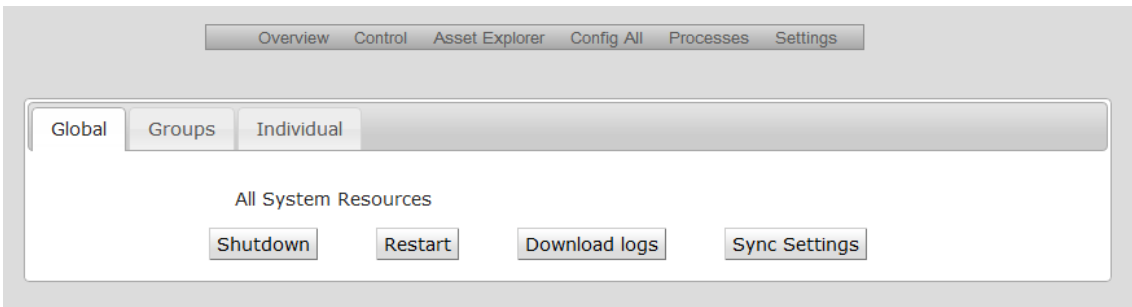 Overview Control Asset Explorer Config All Processes Settings
Global Groups Individual
All System Resources
Shutdown Restart Download logs Sync Settings